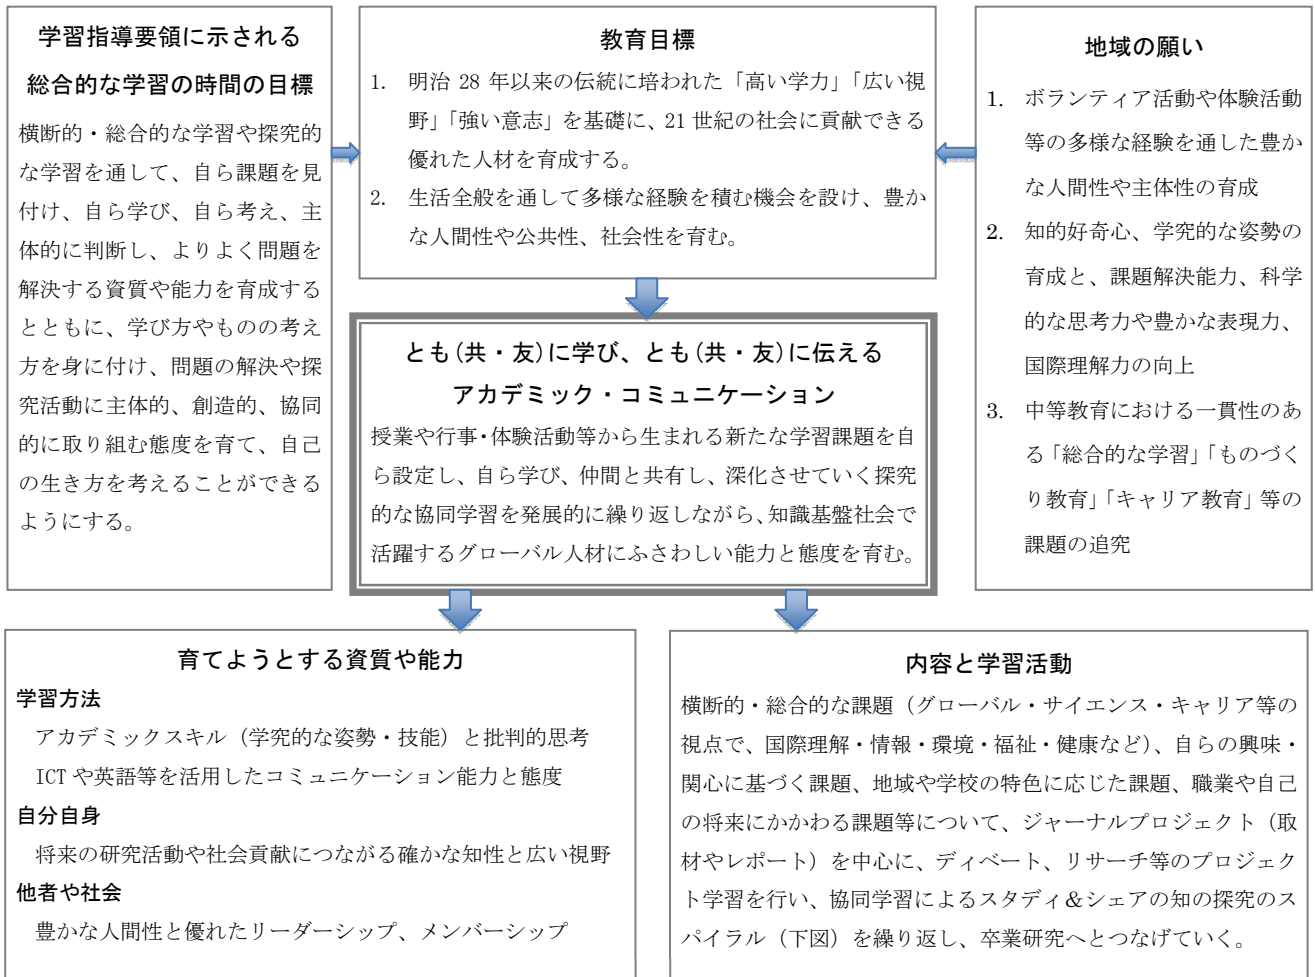 学習指導要領に示される
総合的な学習の時間の目標
横断的・総合的な学習や探究的
な学習を通して、自ら課題を見
付け、自ら学び、自ら考え、主
体的に判断し、よりよく問題を
解決する資質や能力を育成する
とともに、学び方やものの考え
方を身に付け、問題の解決や探
究活動に主体的、創造的、協同
的に取り組む態度を育て、自己
の生き方を考えることができる
ようにする。
教育目標
1. 明治 28 年以来の伝統に培われた「高い学力」「広い視
野」「強い意志」を基礎に、21 世紀の社会に貢献できる
優れた人材を育成する。
2. 生活全般を通して多様な経験を積む機会を設け、豊か
な人間性や公共性、社会性を育む。
地域の願い
1. ボランティア活動や体験活動
等の多様な経験を通した豊か
な人間性や主体性の育成
2. 知的好奇心、学究的な姿勢の
育成と、課題解決能力、科学
的な思考力や豊かな表現力、
国際理解力の向上
3. 中等教育における一貫性のあ
る「総合的な学習」「ものづく
り教育」「キャリア教育」等の
課題の追究
とも(共・友)に学び、とも(共・友)に伝える
アカデミック・コミュニケーション
授業や行事・体験活動等から生まれる新たな学習課題を自
ら設定し、自ら学び、仲間と共有し、深化させていく探究
的な協同学習を発展的に繰り返しながら、知識基盤社会で
活躍するグローバル人材にふさわしい能力と態度を育む。
育てようとする資質や能力
学習方法
アカデミックスキル（学究的な姿勢・技能）と批判的思考
ICT や英語等を活用したコミュニケーション能力と態度
自分自身
将来の研究活動や社会貢献につながる確かな知性と広い視野
他者や社会
豊かな人間性と優れたリーダーシップ、メンバーシップ
内容と学習活動
横断的・総合的な課題（グローバル・サイエンス・キャリア等の
視点で、国際理解・情報・環境・福祉・健康など）、自らの興味・
関心に基づく課題、地域や学校の特色に応じた課題、職業や自己
の将来にかかわる課題等について、ジャーナルプロジェクト（取
材やレポート）を中心に、ディベート、リサーチ等のプロジェク
ト学習を行い、協同学習によるスタディ＆シェアの知の探究のス
パイラル（下図）を繰り返し、卒業研究へとつなげていく。